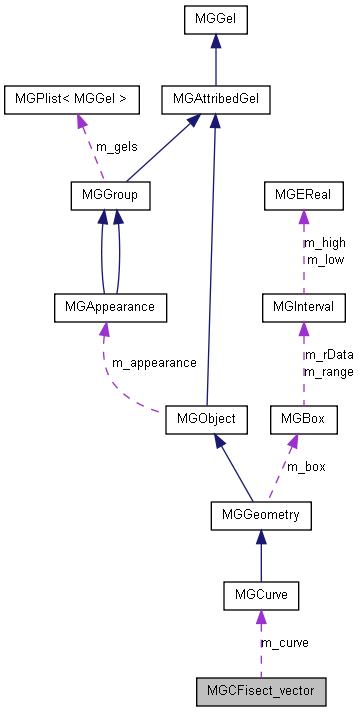 MGGel
MGPlist< MGGel >
MGAttribedGel
m_gels
MGGroup
MGEReal
m_high
m_low
MGAppearance
MGInterval
m_appearance
m_rData
m_range
MGObject
MGBox
m_box
MGGeometry
MGCurve
m_curve
MGCFisect_vector